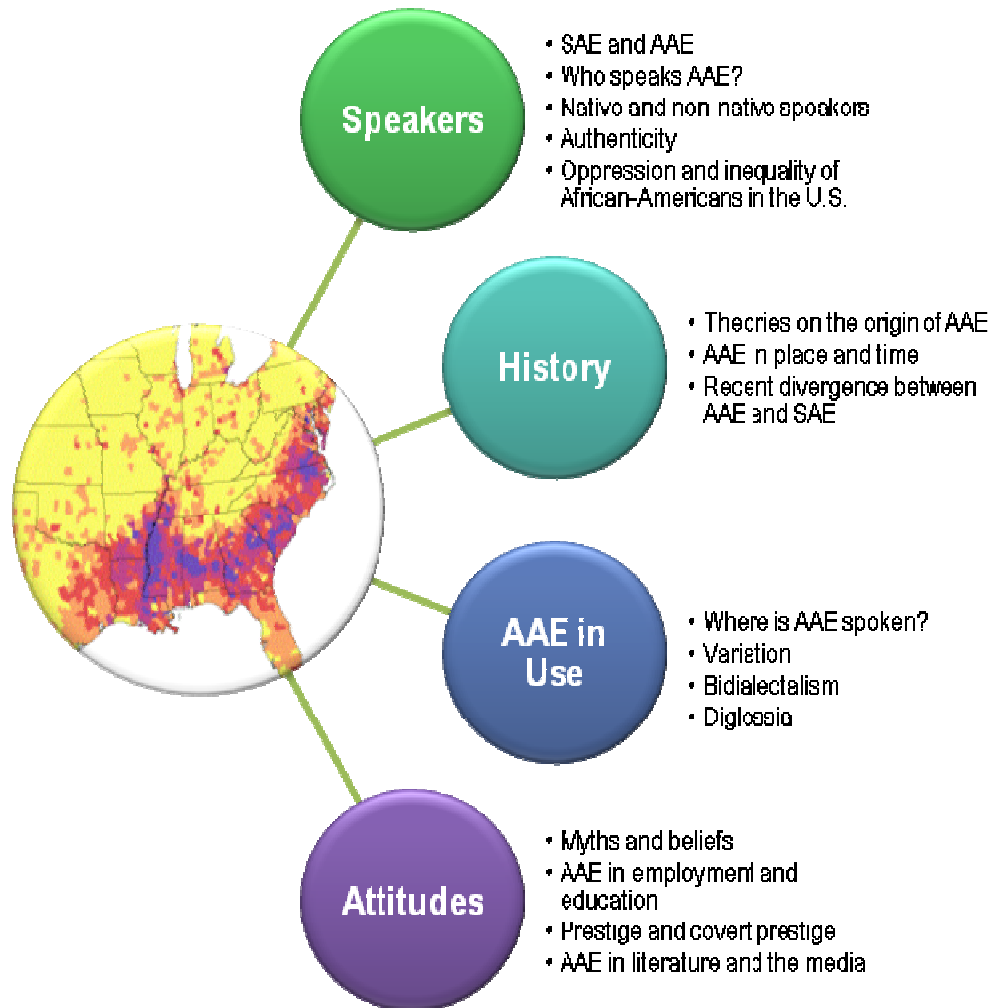 Speakers
• SAE and AAE
• Who speaks AAE?
• Native and non-native speakers
• Authenticity
• Oppression and inequality of
African-Americans in the U.S.
History
• Theories on the origin of AAE
• AAE in place and time
• Recent divergence between
AAE and SAE
AAE in
Use
• Where is AAE spoken?
• Variation
• Bidialectalism
• Diglossia
Attitudes
• Myths and beliefs
• AAE in employment and
education
• Prestige and covert prestige
• AAE in literature and the media